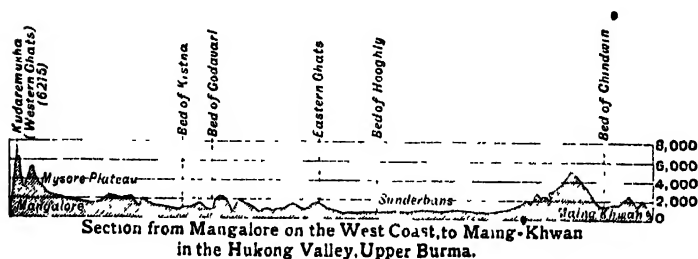 Kudaremukha
Western Ghats
(6215)
Bed of Kistna
Bed of Godavari
Eastern Ghats
Bed of Hooghly
Bed of Chindwin
8,000
6,000
4,000
2,000
0
Mysore Plateau
Mangalore
Sunderbans
Maing Khwan
Section from Mangalore on the West Coast, to Maing-Khwan
in the Hukong Valley, Upper Burma.